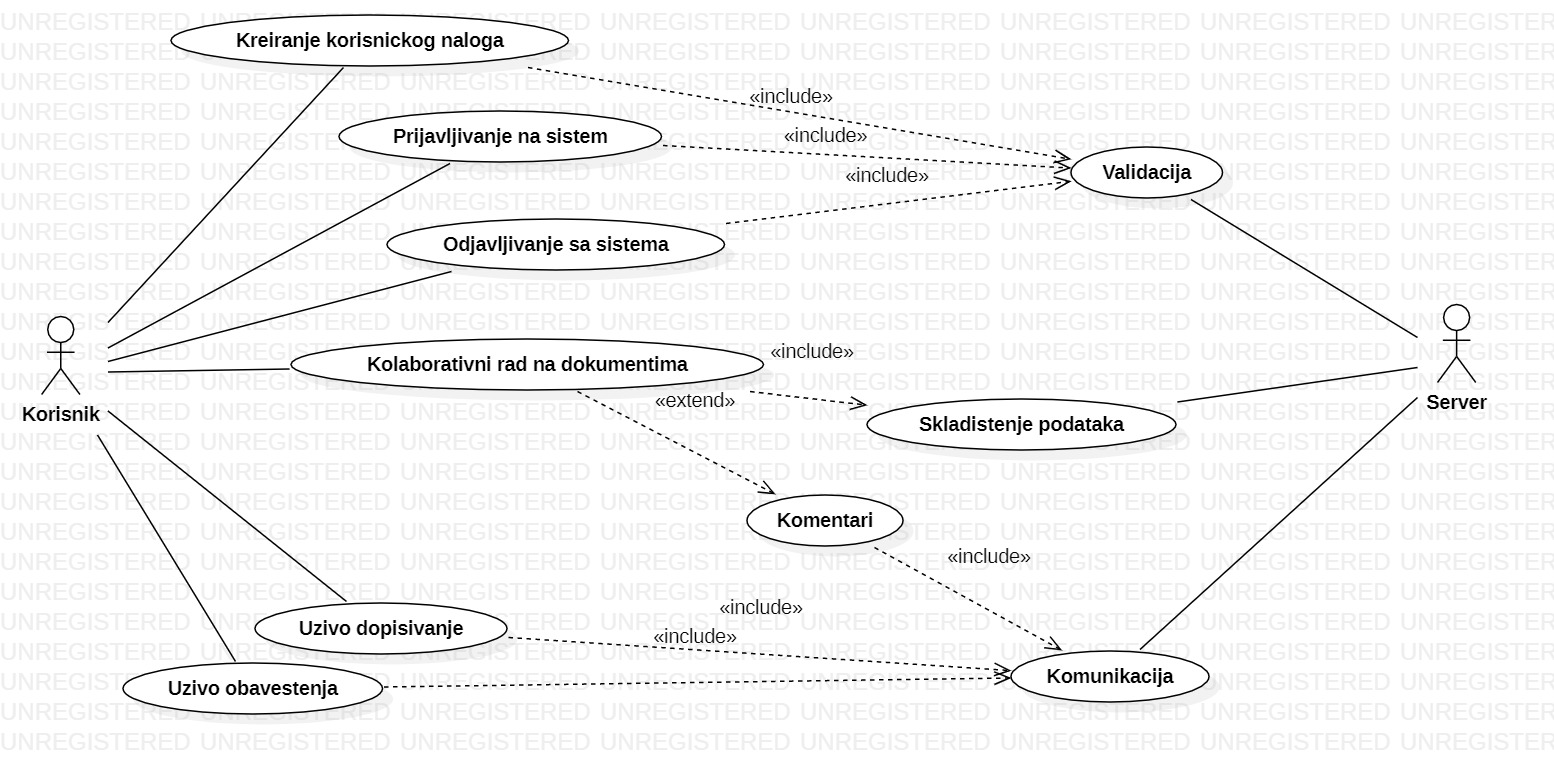 Kreiranje korisnickog naloga
«include»
Prijavljivanje na sistem
«include»
Validacija
«include»
Odjavljivanje sa sistema
Kolaborativni rad na dokumentima
«include»
«extend»
Korisnik
Server
Skladistenje podataka
Komentari
«include»
«include»
Uzivo dopisivanje
«include»
Komunikacija
Uzivo obavestenja
UNREGISTERED